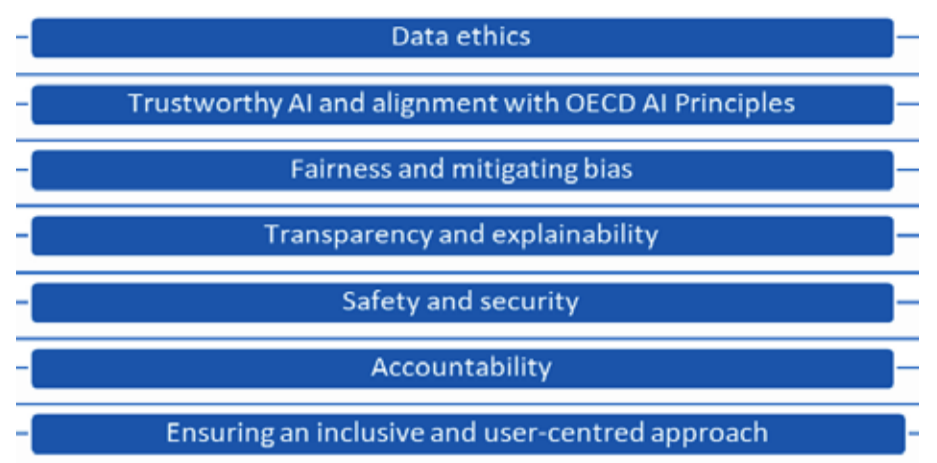 Data ethics
Trustworthy AI and alignment with OECD AI Principles
Fairness and mitigating bias
Transparency and explainability
Safety and security
Accountability
Ensuring an inclusive and user-centred approach